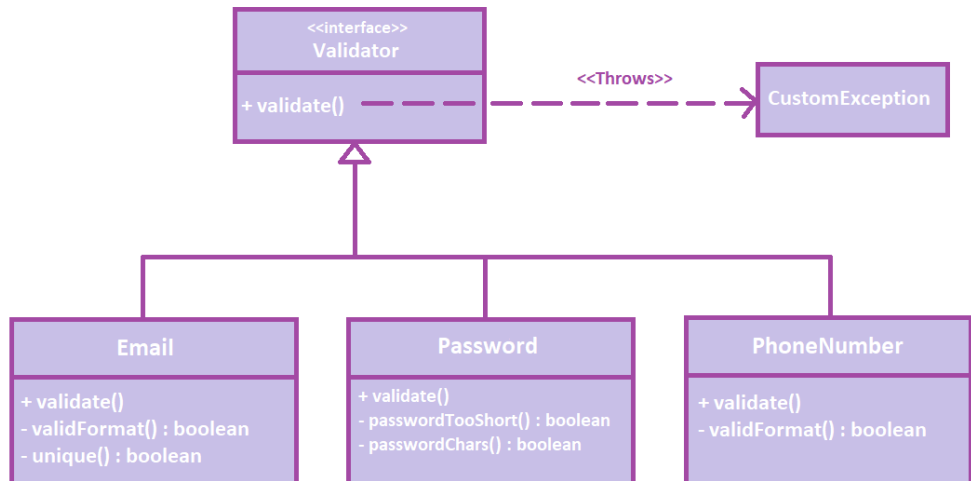 <<interface>>
Validator
+ validate()
<<Throws>>
CustomException
Email
+ validate()
- validFormat() : boolean
- unique() : boolean
Password
+ validate()
- passwordTooShort() : boolean
- passwordChars() : boolean
PhoneNumber
+ validate()
- validFormat() : boolean